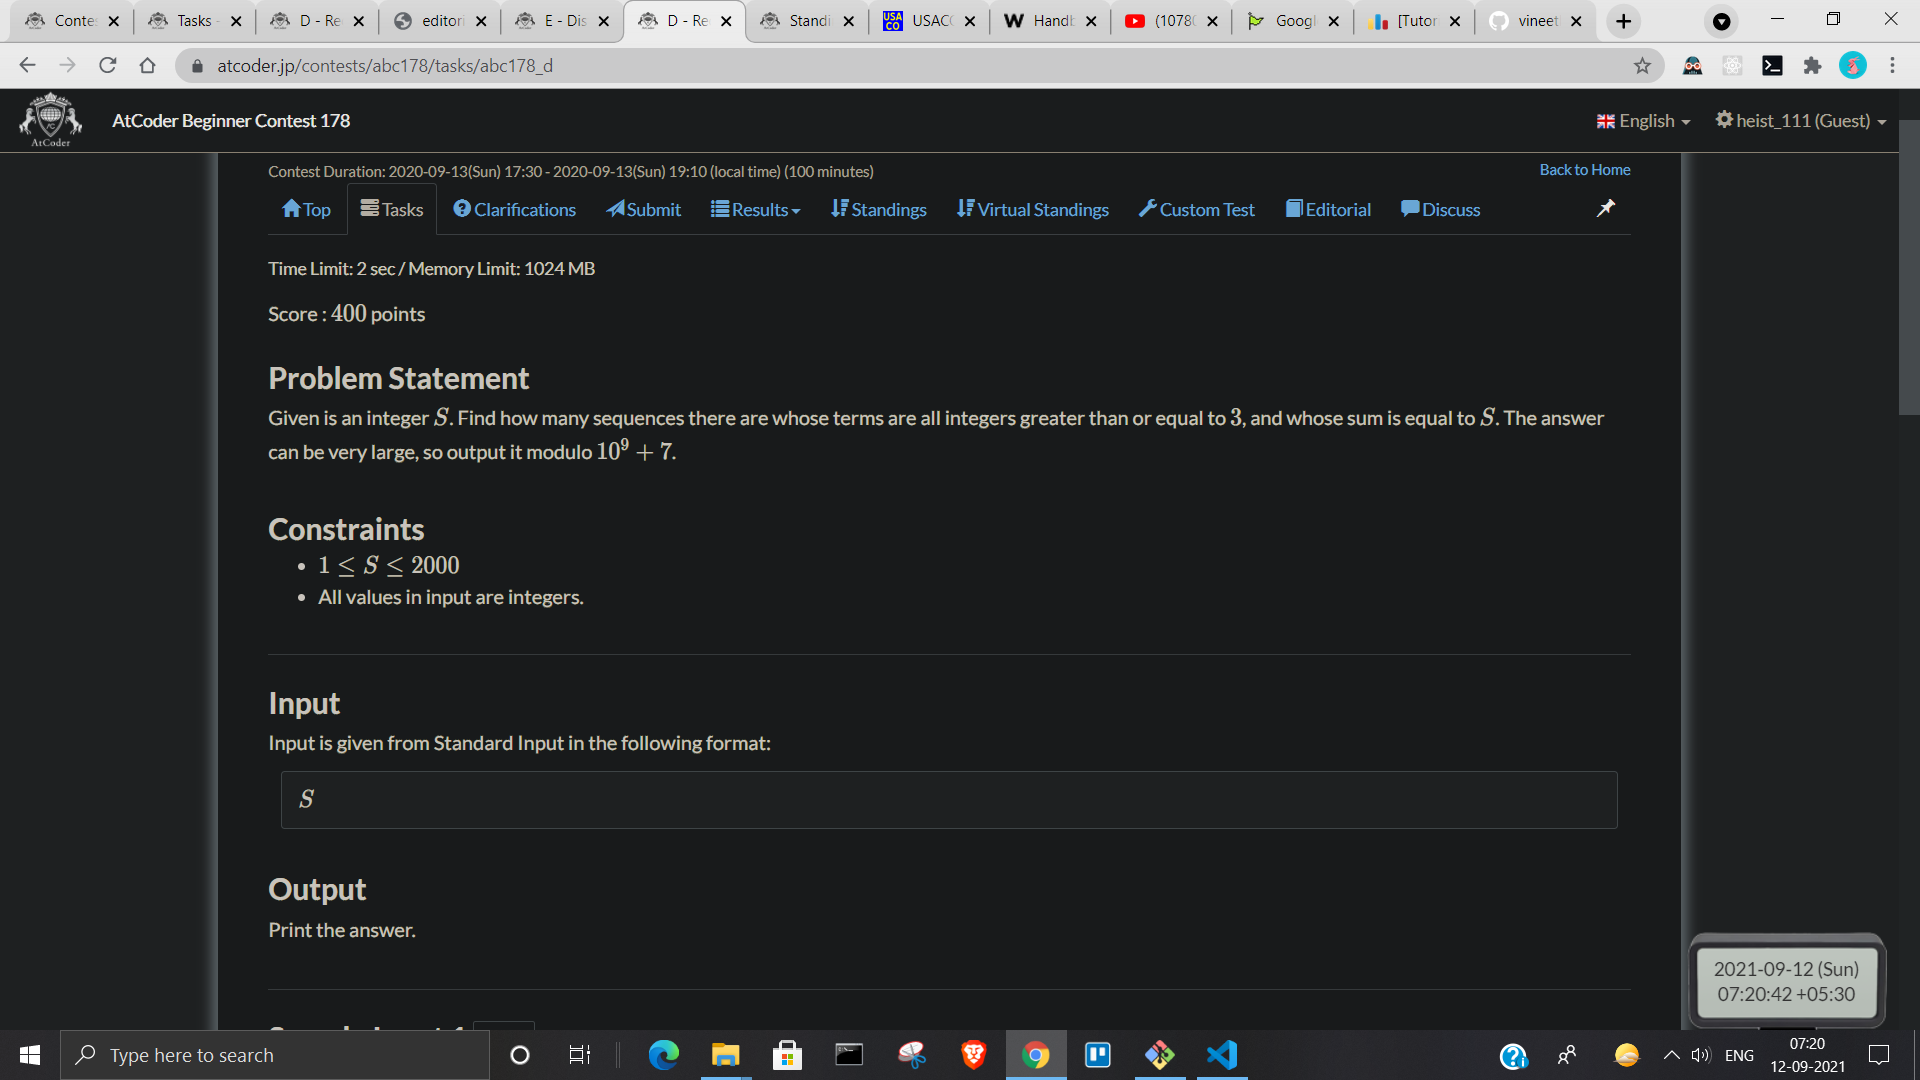 Conte
Tasks -
D - Re
editori
E - Dis
D - Re
Standi
USACO
W Handb
(1078
Googl
[Tutor
vineet
atcoder.jp/contests/abc178/tasks/abc178_d
AtCoder
AtCoder Beginner Contest 178
English
heist_111 (Guest)
Contest Duration: 2020-09-13(Sun) 17:30 - 2020-09-13(Sun) 19:10 (local time) (100 minutes)
Back to Home
Top
Tasks
Clarifications
Submit
Results
Standings
Virtual Standings
Custom Test
Editorial
Discuss
Time Limit: 2 sec / Memory Limit: 1024 MB
Score : 400 points
Problem Statement
Given is an integer S. Find how many sequences there are whose terms are all integers greater than or equal to 3, and whose sum is equal to S. The answer
can be very large, so output it modulo 10⁹ + 7.
Constraints
• 1 ≤ S ≤ 2000
• All values in input are integers.
Input
Input is given from Standard Input in the following format:
S
Output
Print the answer.
2021-09-12 (Sun)
07:20:42 +05:30
Type here to search
ENG
07:20
12-09-2021